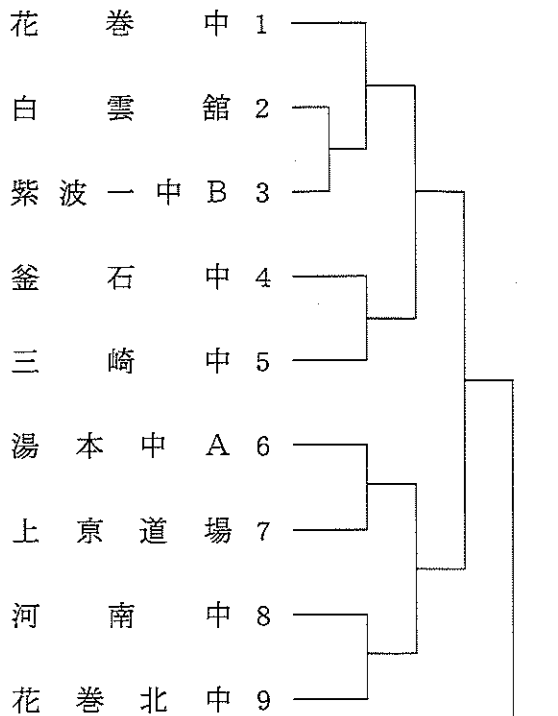 花巻中 1
白雲舘 2
紫波一中B 3
釜石中 4
三崎中 5
湯本中A 6
上京道場 7
河南中 8
花巻北中 9